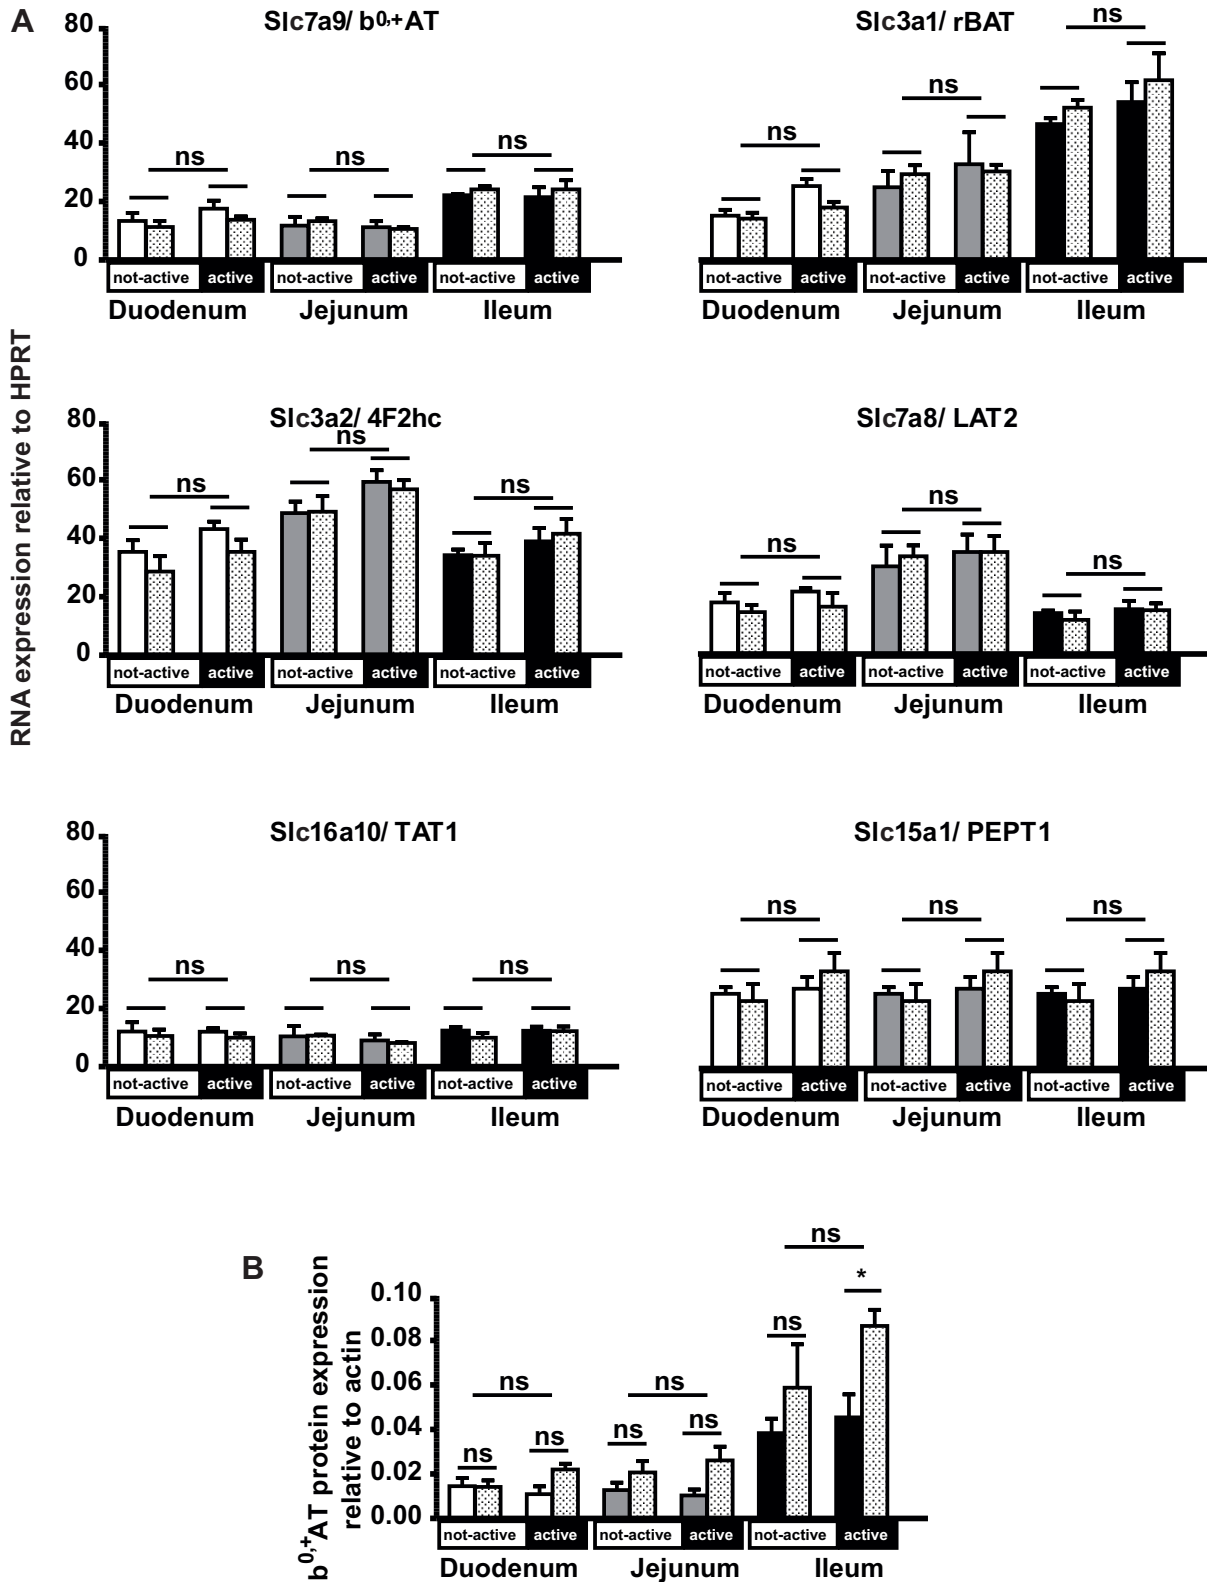 A
Slc7a9/ b0,+AT
80
60
40
20
0
ns
ns
ns
not-active active not-active active not-active active
Duodenum Jejunum Ileum
Slc3a1/ rBAT
ns
ns
ns
not-active active not-active active not-active active
Duodenum Jejunum Ileum
RNA expression relative to HPRT
Slc3a2/ 4F2hc
80
60
40
20
0
ns
ns
ns
not-active active not-active active not-active active
Duodenum Jejunum Ileum
Slc7a8/ LAT2
ns
ns
ns
not-active active not-active active not-active active
Duodenum Jejunum Ileum
Slc16a10/ TAT1
80
60
40
20
0
ns
ns
ns
not-active active not-active active not-active active
Duodenum Jejunum Ileum
Slc15a1/ PEPT1
ns
ns
ns
not-active active not-active active not-active active
Duodenum Jejunum Ileum
B
b0,+AT protein expression
relative to actin
0.10
0.08
0.06
0.04
0.02
0.00
ns
ns
ns
ns
ns
ns
ns
ns
*
not-active active not-active active not-active active
Duodenum Jejunum Ileum